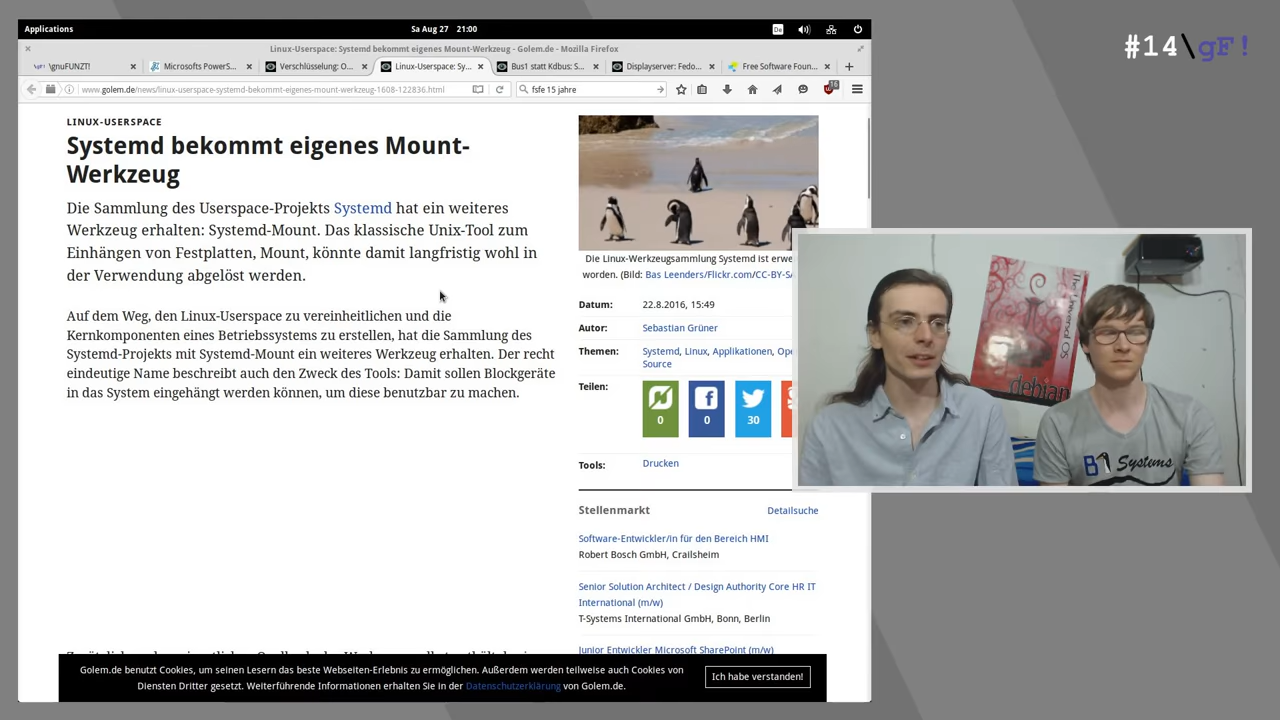 Applications
Sa Aug 27 21:00
De
Linux-Userspace: Systemd bekommt eigenes Mount-Werkzeug - Golem.de - Mozilla Firefox
\gnuFUNZT!
Microsofts PowerS...
Verschlüsselung: O...
Linux-Userspace: Sy...
Bus1 statt Kdbus: S...
Displayserver: Fedo...
Free Software Foun...
www.golem.de/news/linux-userspace-systemd-bekommt-eigenes-mount-werkzeug-1608-122836.html
fsfe 15 jahre
16
#14\gF!
LINUX-USERSPACE
Systemd bekommt eigenes Mount-
Werkzeug
Die Sammlung des Userspace-Projekts Systemd hat ein weiteres
Werkzeug erhalten: Systemd-Mount. Das klassische Unix-Tool zum
Einhängen von Festplatten, Mount, könnte damit langfristig wohl in
der Verwendung abgelöst werden.
Auf dem Weg, den Linux-Userspace zu vereinheitlichen und die
Kernkomponenten eines Betriebssystems zu erstellen, hat die Sammlung des
Systemd-Projekts mit Systemd-Mount ein weiteres Werkzeug erhalten. Der recht
eindeutige Name beschreibt auch den Zweck des Tools: Damit sollen Blockgeräte
in das System eingehängt werden können, um diese benutzbar zu machen.
Die Linux-Werkzeugsammlung Systemd ist erwe
worden. (Bild: Bas Leenders/Flickr.com/CC-BY-SA
Datum: 22.8.2016, 15:49
Autor: Sebastian Grüner
Themen: Systemd, Linux, Applikationen, Ope
Source
Teilen: 0 0 30
Tools: Drucken
Stellenmarkt Detailsuche
Software-Entwickler/in für den Bereich HMI
Robert Bosch GmbH, Crailsheim
Senior Solution Architect / Design Authority Core HR IT
International (m/w)
T-Systems International GmbH, Bonn, Berlin
Junior Entwickler Microsoft SharePoint (m/w)
Golem.de benutzt Cookies, um seinen Lesern das beste Webseiten-Erlebnis zu ermöglichen. Außerdem werden teilweise auch Cookies von
Diensten Dritter gesetzt. Weiterführende Informationen erhalten Sie in der Datenschutzerklärung von Golem.de.
Ich habe verstanden!
The Universal OS
debian
B1 Systems